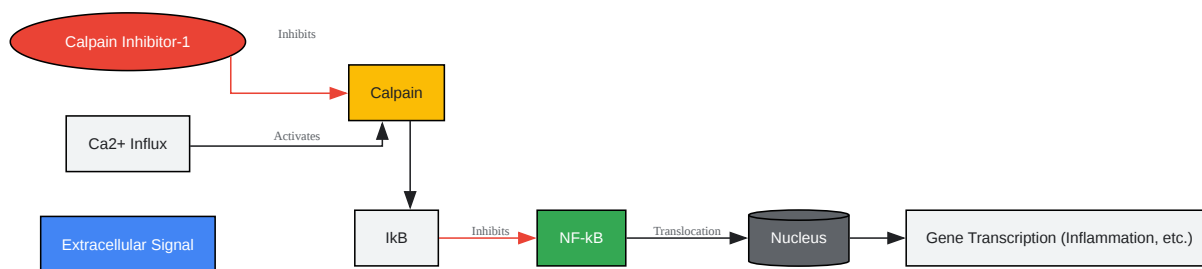 Calpain Inhibitor-1
Inhibits
Calpain
Ca2+ Influx
Activates
Extracellular Signal
IkB
Inhibits
NF-kB
Translocation
Nucleus
Gene Transcription (Inflammation, etc.)